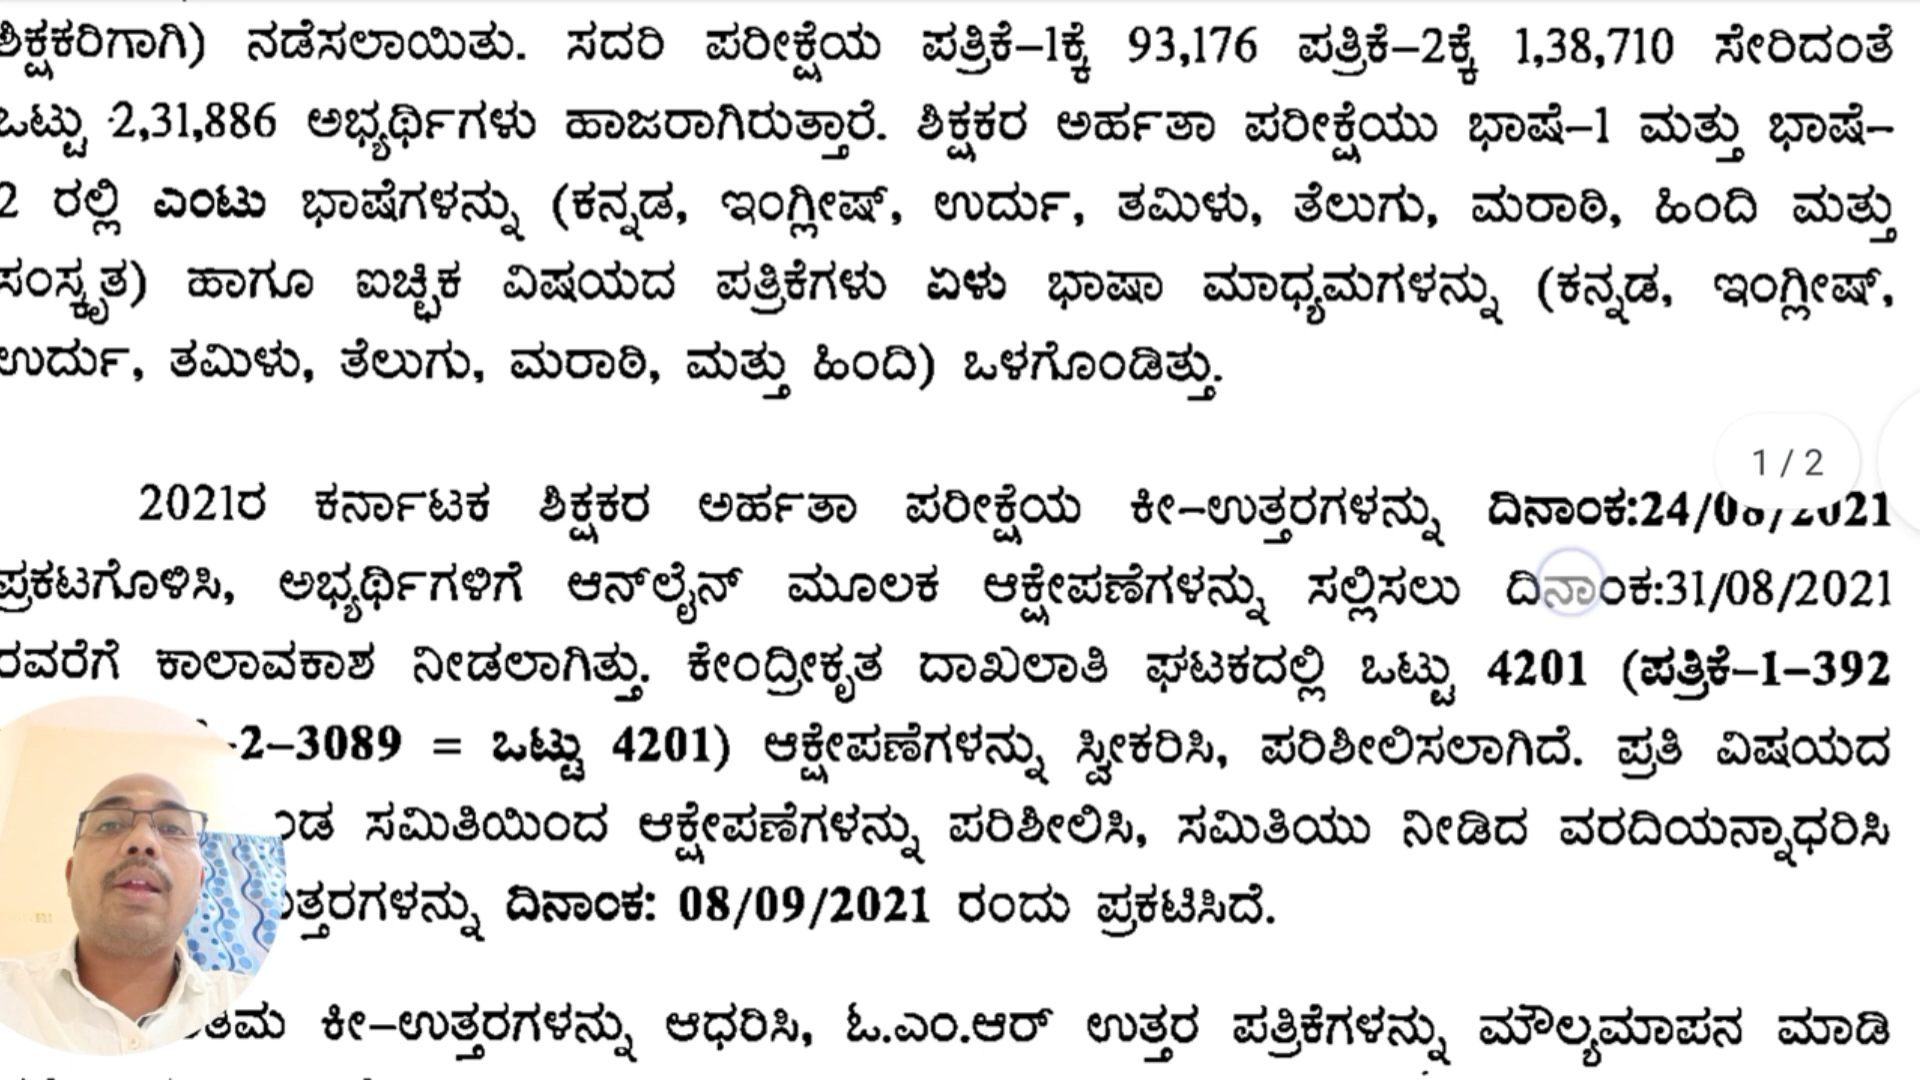 ಶಿಕ್ಷಕರಿಗಾಗಿ) ನಡೆಸಲಾಯಿತು. ಸದರಿ ಪರೀಕ್ಷೆಯ ಪತ್ರಿಕೆ–1ಕ್ಕೆ 93,176 ಪತ್ರಿಕೆ–2ಕ್ಕೆ 1,38,710 ಸೇರಿದಂತೆ
ಒಟ್ಟು 2,31,886 ಅಭ್ಯರ್ಥಿಗಳು ಹಾಜರಾಗಿರುತ್ತಾರೆ. ಶಿಕ್ಷಕರ ಅರ್ಹತಾ ಪರೀಕ್ಷೆಯು ಭಾಷೆ–1 ಮತ್ತು ಭಾಷೆ–
2 ರಲ್ಲಿ ಎಂಟು ಭಾಷೆಗಳನ್ನು (ಕನ್ನಡ, ಇಂಗ್ಲೀಷ್, ಉರ್ದು, ತಮಿಳು, ತೆಲುಗು, ಮರಾಠಿ, ಹಿಂದಿ ಮತ್ತು
ಸಂಸ್ಕೃತ) ಹಾಗೂ ಐಚ್ಛಿಕ ವಿಷಯದ ಪತ್ರಿಕೆಗಳು ಏಳು ಭಾಷಾ ಮಾಧ್ಯಮಗಳನ್ನು (ಕನ್ನಡ, ಇಂಗ್ಲೀಷ್,
ಉರ್ದು, ತಮಿಳು, ತೆಲುಗು, ಮರಾಠಿ, ಮತ್ತು ಹಿಂದಿ) ಒಳಗೊಂಡಿತ್ತು.
1 / 2
2021ರ ಕರ್ನಾಟಕ ಶಿಕ್ಷಕರ ಅರ್ಹತಾ ಪರೀಕ್ಷೆಯ ಕೀ–ಉತ್ತರಗಳನ್ನು ದಿನಾಂಕ:24/08/2021
ಪ್ರಕಟಗೊಳಿಸಿ, ಅಭ್ಯರ್ಥಿಗಳಿಗೆ ಆನ್‌ಲೈನ್ ಮೂಲಕ ಆಕ್ಷೇಪಣೆಗಳನ್ನು ಸಲ್ಲಿಸಲು ದಿನಾಂಕ:31/08/2021
ರವರೆಗೆ ಕಾಲಾವಕಾಶ ನೀಡಲಾಗಿತ್ತು. ಕೇಂದ್ರೀಕೃತ ದಾಖಲಾತಿ ಘಟಕದಲ್ಲಿ ಒಟ್ಟು 4201 (ಪತ್ರಿಕೆ–1–392
-2–3089 = ಒಟ್ಟು 4201) ಆಕ್ಷೇಪಣೆಗಳನ್ನು ಸ್ವೀಕರಿಸಿ, ಪರಿಶೀಲಿಸಲಾಗಿದೆ. ಪ್ರತಿ ವಿಷಯದ
ಸಮಿತಿಯಿಂದ ಆಕ್ಷೇಪಣೆಗಳನ್ನು ಪರಿಶೀಲಿಸಿ, ಸಮಿತಿಯು ನೀಡಿದ ವರದಿಯನ್ನಾಧರಿಸಿ
ತ್ತರಗಳನ್ನು ದಿನಾಂಕ: 08/09/2021 ರಂದು ಪ್ರಕಟಿಸಿದೆ.
ತಿಮ ಕೀ–ಉತ್ತರಗಳನ್ನು ಆಧರಿಸಿ, ಓ.ಎಂ.ಆರ್ ಉತ್ತರ ಪತ್ರಿಕೆಗಳನ್ನು ಮೌಲ್ಯಮಾಪನ ಮಾಡಿ